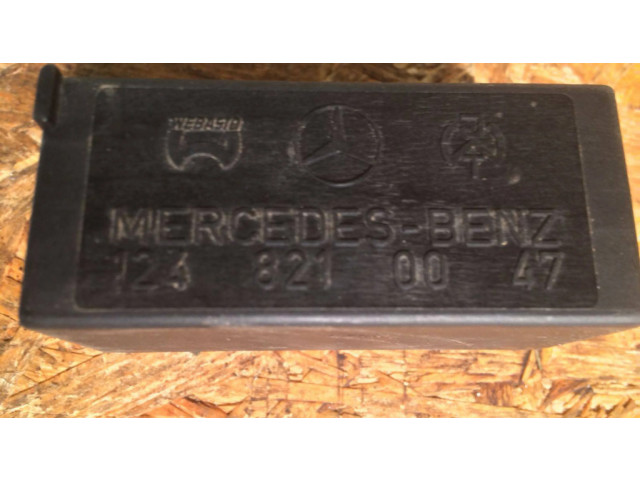 WEBASTO
MERCEDES-BENZ
124 821 00 47